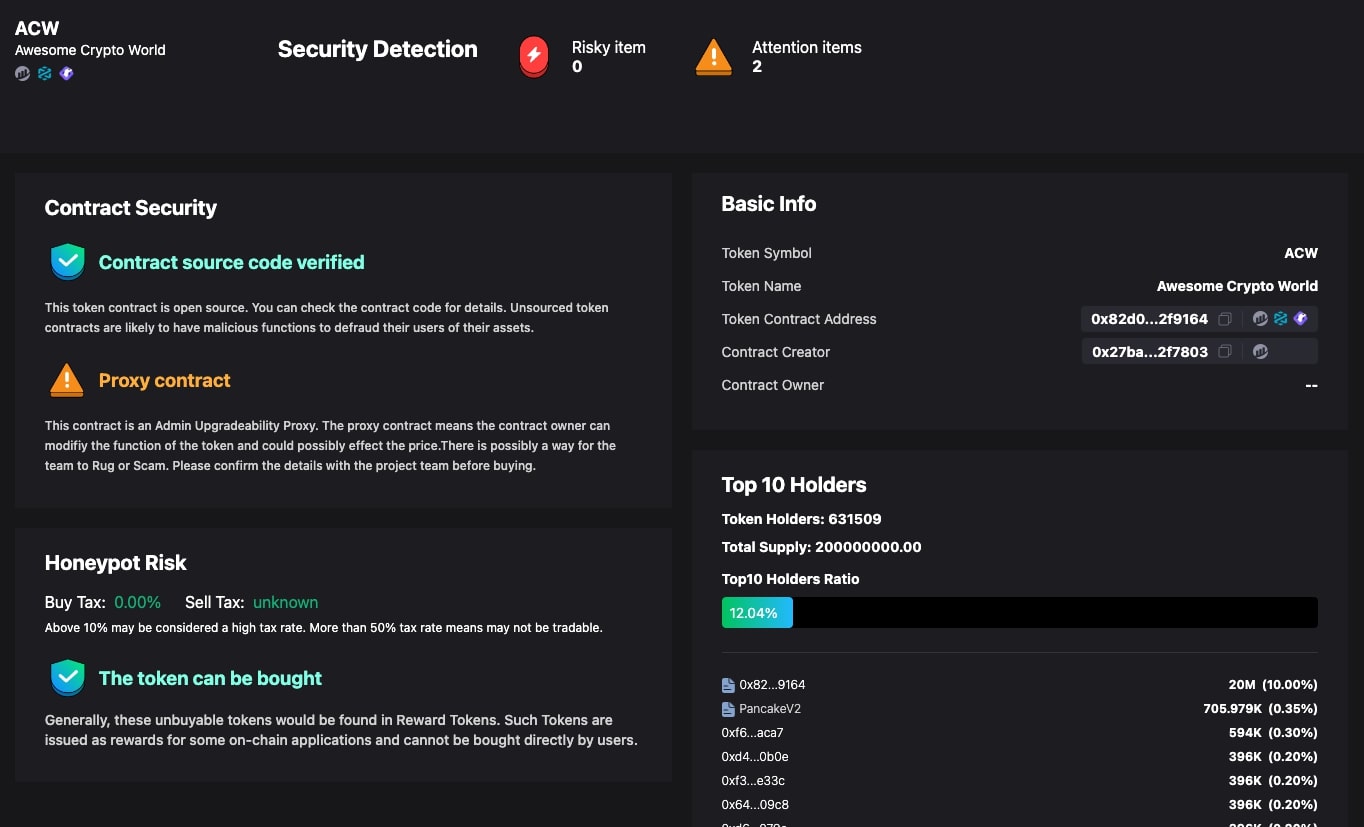 ACW
Awesome Crypto World
Security Detection
Risky item
0
Attention items
2
Contract Security
Contract source code verified
This token contract is open source. You can check the contract code for details. Unsourced token
contracts are likely to have malicious functions to defraud their users of their assets.
Proxy contract
This contract is an Admin Upgradeability Proxy. The proxy contract means the contract owner can
modifiy the function of the token and could possibly effect the price.There is possibly a way for the
team to Rug or Scam. Please confirm the details with the project team before buying.
Honeypot Risk
Buy Tax: 0.00% Sell Tax: unknown
Above 10% may be considered a high tax rate. More than 50% tax rate means may not be tradable.
The token can be bought
Generally, these unbuyable tokens would be found in Reward Tokens. Such Tokens are
issued as rewards for some on-chain applications and cannot be bought directly by users.
Basic Info
Token Symbol ACW
Token Name Awesome Crypto World
Token Contract Address 0x82d0...2f9164
Contract Creator 0x27ba...2f7803
Contract Owner --
Top 10 Holders
Token Holders: 631509
Total Supply: 200000000.00
Top10 Holders Ratio
12.04%
0x82...9164 20M (10.00%)
PancakeV2 705.979K (0.35%)
0xf6...aca7 594K (0.30%)
0xd4...0b0e 396K (0.20%)
0xf3...e33c 396K (0.20%)
0x64...09c8 396K (0.20%)